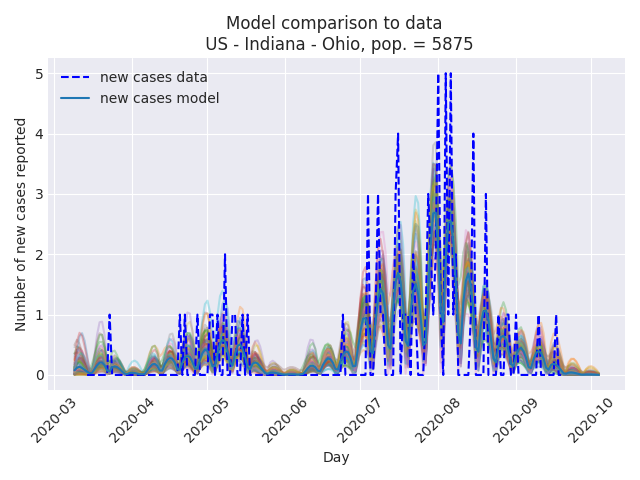 Model comparison to data
US - Indiana - Ohio, pop. = 5875
new cases data
new cases model
Number of new cases reported
5
4
3
2
1
0
2020-03
2020-04
2020-05
2020-06
2020-07
2020-08
2020-09
2020-10
Day